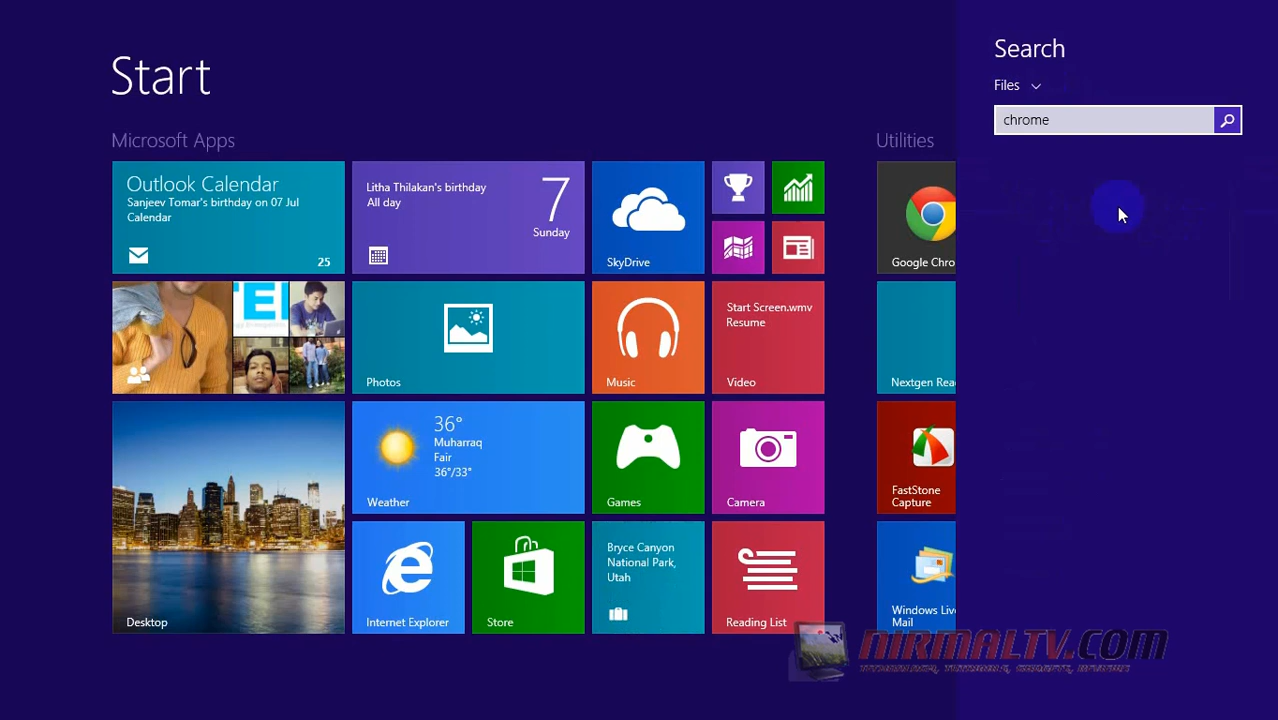 Start
Search
Files
chrome
Microsoft Apps
Utilities
Outlook Calendar
Sanjeev Tomar's birthday on 07 Jul
Calendar
25
Litha Thilakan's birthday
All day
7
Sunday
SkyDrive
Google Chro
Photos
Music
Start Screen.wmv
Resume
Video
Nextgen Rea
Desktop
36°
Muharraq
Fair
36°/33°
Weather
Games
Camera
FastStone
Capture
Internet Explorer
Store
Bryce Canyon
National Park,
Utah
Reading List
Windows Live
Mail
NIRMALTV.COM